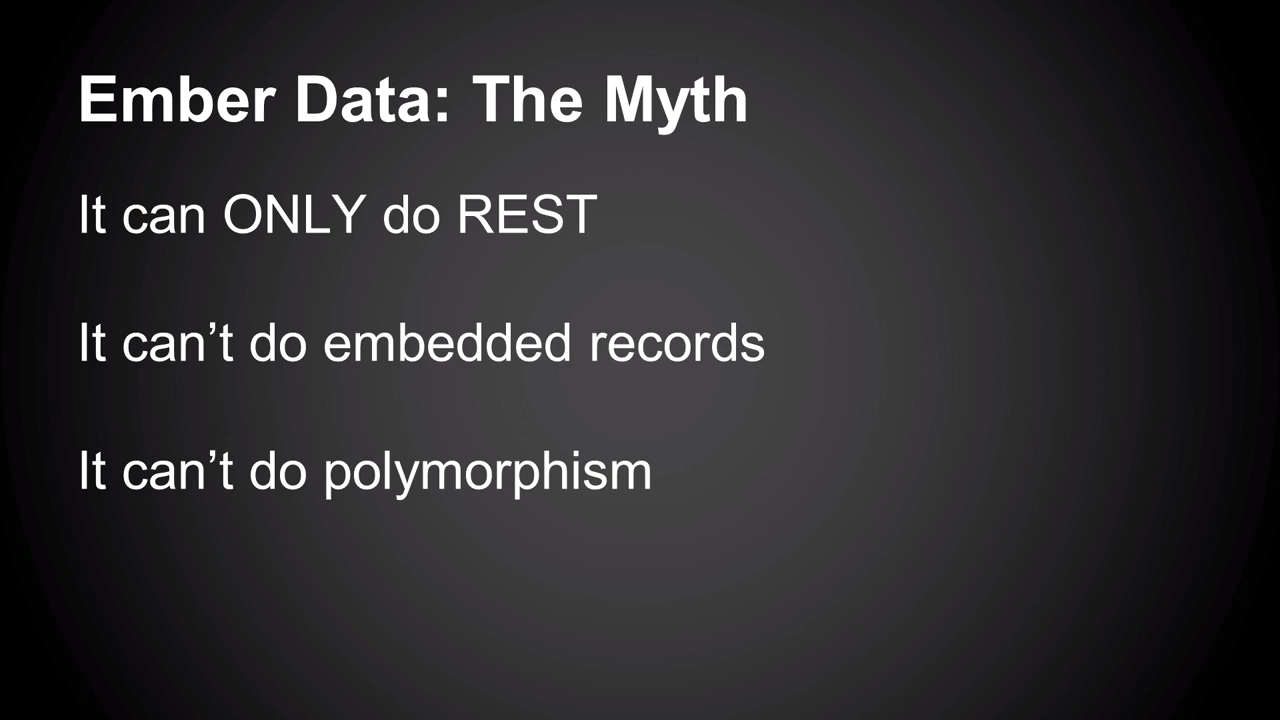 Ember Data: The Myth
It can ONLY do REST
It can’t do embedded records
It can’t do polymorphism